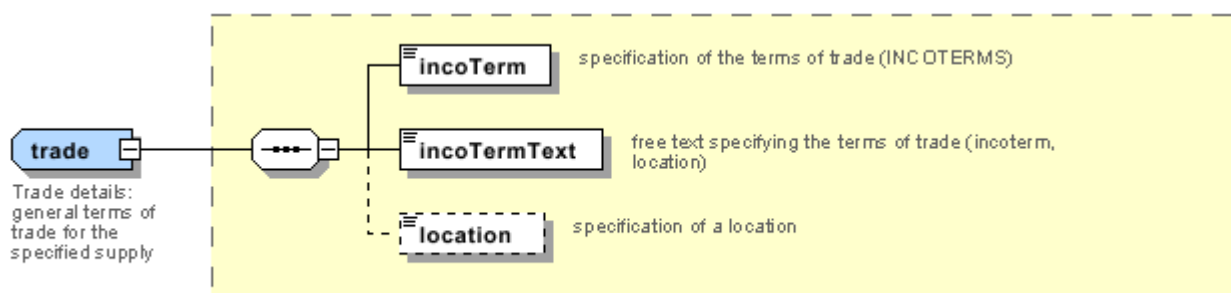 incoTerm
specification of the terms of trade (INCOTERMS)
trade
incoTermText
free text specifying the terms of trade (incoterm,
location)
Trade details:
general terms of
trade for the
specified supply
location
specification of a location